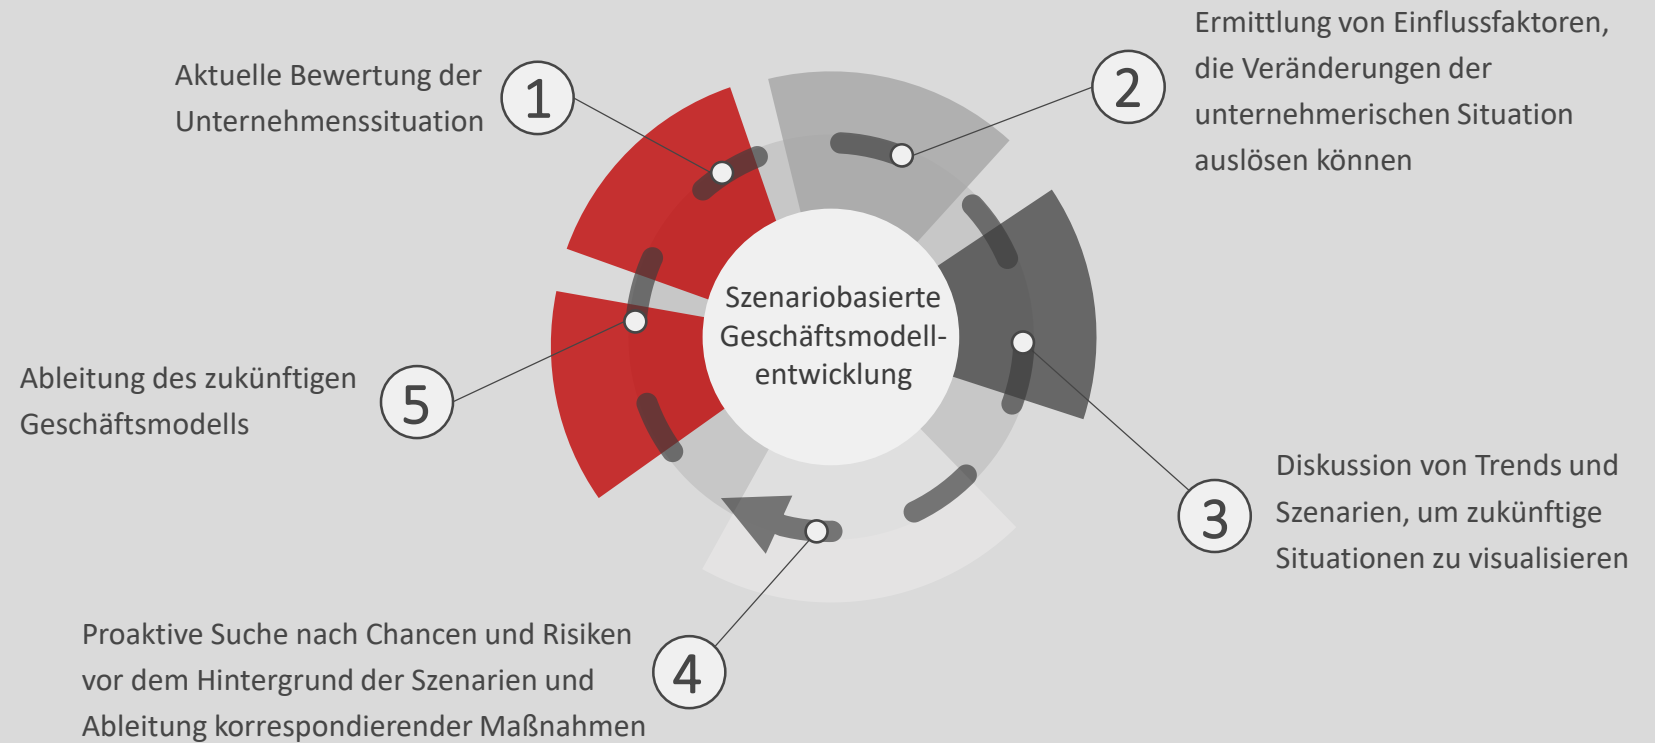 Szenariobasierte
Geschäftsmodell-
entwicklung
1
Aktuelle Bewertung der
Unternehmenssituation
2
Ermittlung von Einflussfaktoren,
die Veränderungen der
unternehmerischen Situation
auslösen können
3
Diskussion von Trends und
Szenarien, um zukünftige
Situationen zu visualisieren
4
Proaktive Suche nach Chancen und Risiken
vor dem Hintergrund der Szenarien und
Ableitung korrespondierender Maßnahmen
5
Ableitung des zukünftigen
Geschäftsmodells